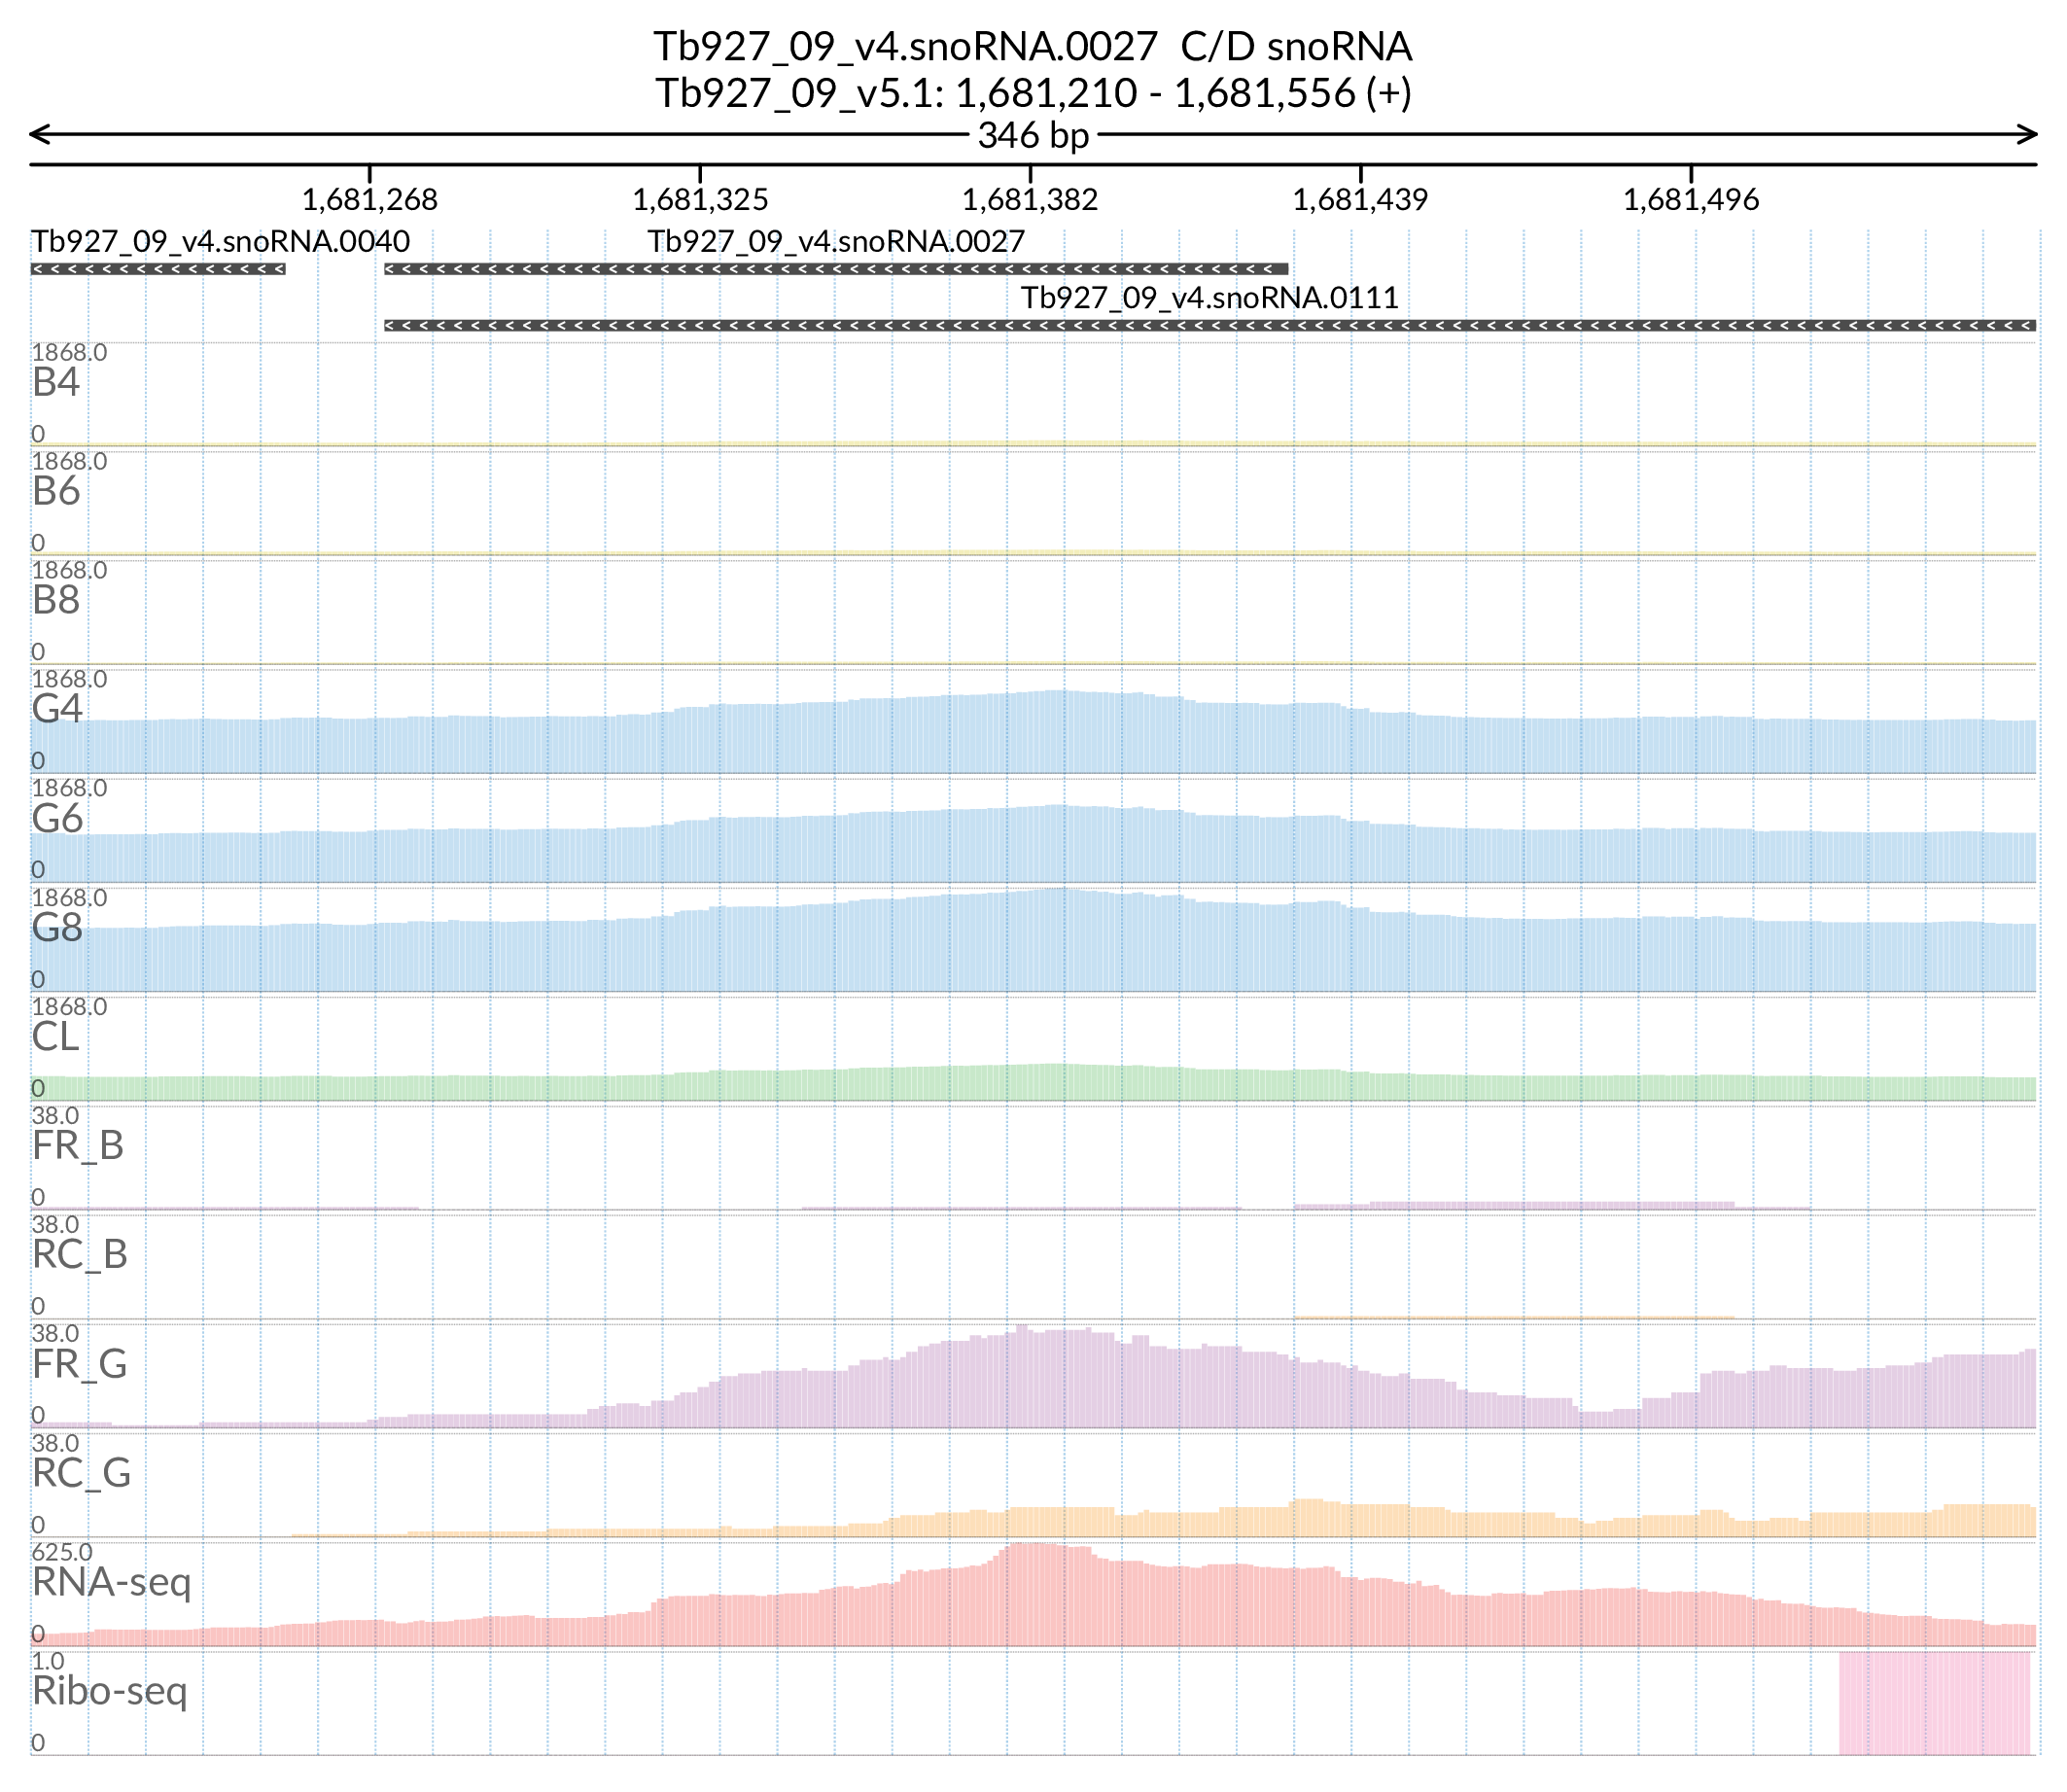 Tb927_09_v4.snoRNA.0027 C/D snoRNA
Tb927_09_v5.1: 1,681,210 - 1,681,556 (+)
346 bp
1,681,268 1,681,325 1,681,382 1,681,439 1,681,496
Tb927_09_v4.snoRNA.0040 Tb927_09_v4.snoRNA.0027
Tb927_09_v4.snoRNA.0111
1868.0
B4
0
1868.0
B6
0
1868.0
B8
0
1868.0
G4
0
1868.0
G6
0
1868.0
G8
0
1868.0
CL
0
38.0
FR_B
0
38.0
RC_B
0
38.0
FR_G
0
38.0
RC_G
0
625.0
RNA-seq
0
1.0
Ribo-seq
0